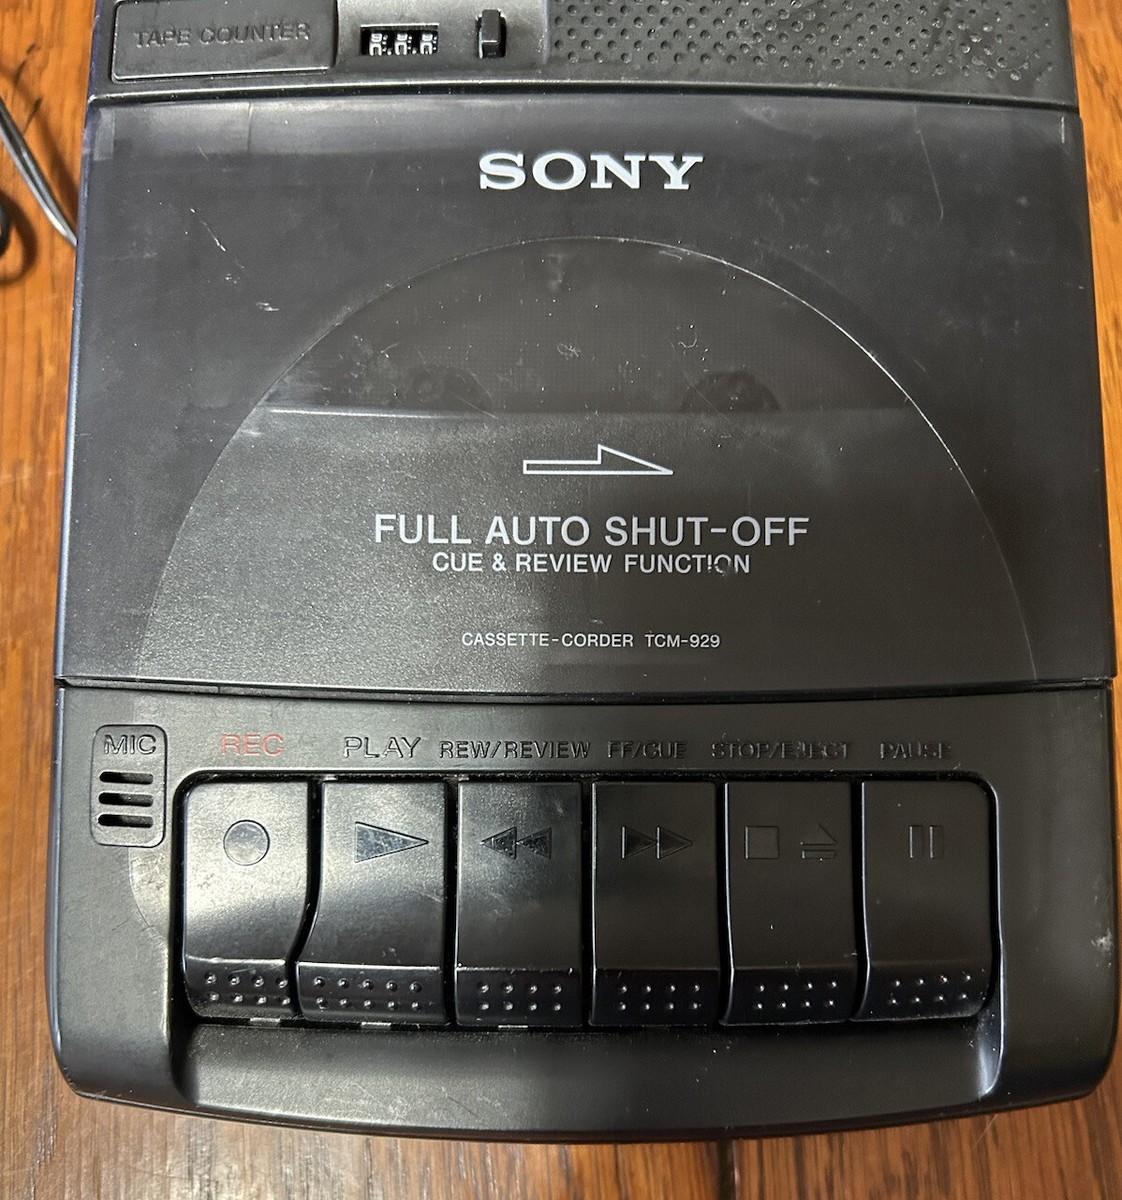 TAPE COUNTER
SONY
FULL AUTO SHUT-OFF
CUE & REVIEW FUNCTION
CASSETTE-CORDER TCM-929
MIC REC PLAY REW/REVIEW FF/CUE STOP/EJECT PAUSE